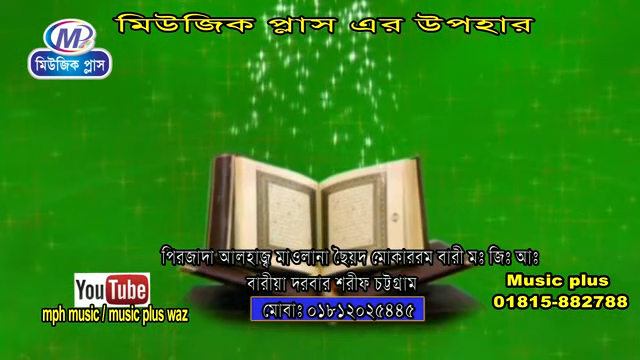 মিউজিক প্লাস এর উপহার
MP
মিউজিক প্লাস
পিরজাদা আলহাজ্ব মাওলানা ছৈয়দ মোকাররম বারী মঃ জিঃ আঃ
বারীয়া দরবার শরীফ চট্টগ্রাম
মোবাঃ ০১৮১২০২৫৪৪৫
YouTube
mph music / music plus waz
Music plus
01815-882788